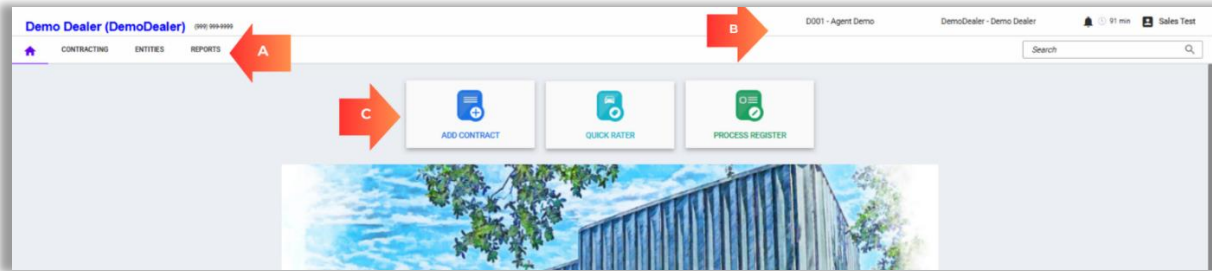 Demo Dealer (DemoDealer) (999) 999-9999
B
D001 - Agent Demo
DemoDealer - Demo Dealer
91 min
Sales Test
CONTRACTING
ENTITIES
REPORTS
A
Search
C
ADD CONTRACT
QUICK RATER
PROCESS REGISTER